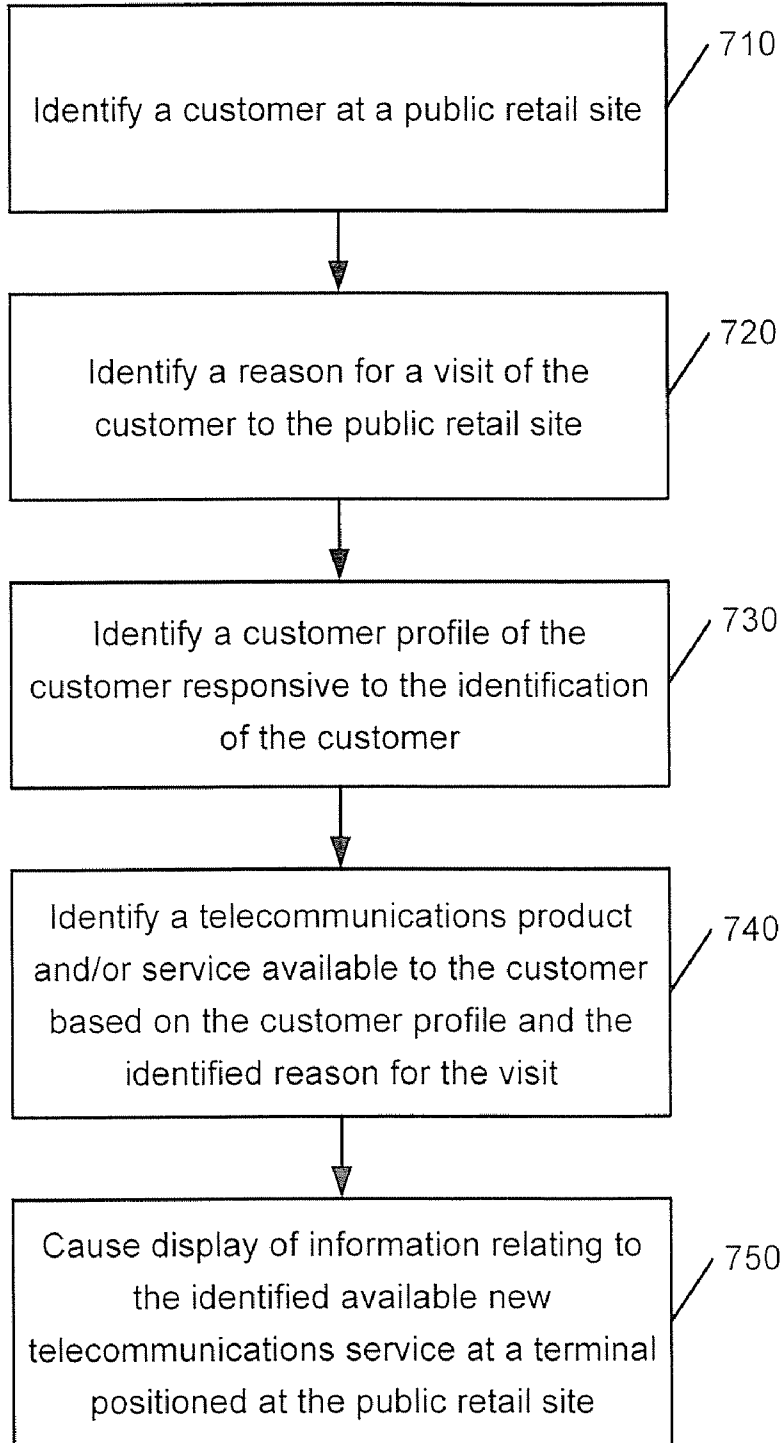 710
Identify a customer at a public retail site
720
Identify a reason for a visit of the
customer to the public retail site
730
Identify a customer profile of the
customer responsive to the identification
of the customer
740
Identify a telecommunications product
and/or service available to the customer
based on the customer profile and the
identified reason for the visit
750
Cause display of information relating to
the identified available new
telecommunications service at a terminal
positioned at the public retail site